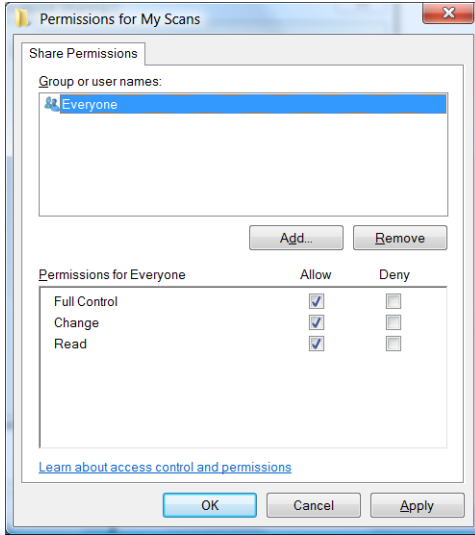 Permissions for My Scans
Share Permissions
Group or user names:
Everyone
Add... Remove
Permissions for Everyone Allow Deny
Full Control
Change
Read
Learn about access control and permissions
OK Cancel Apply